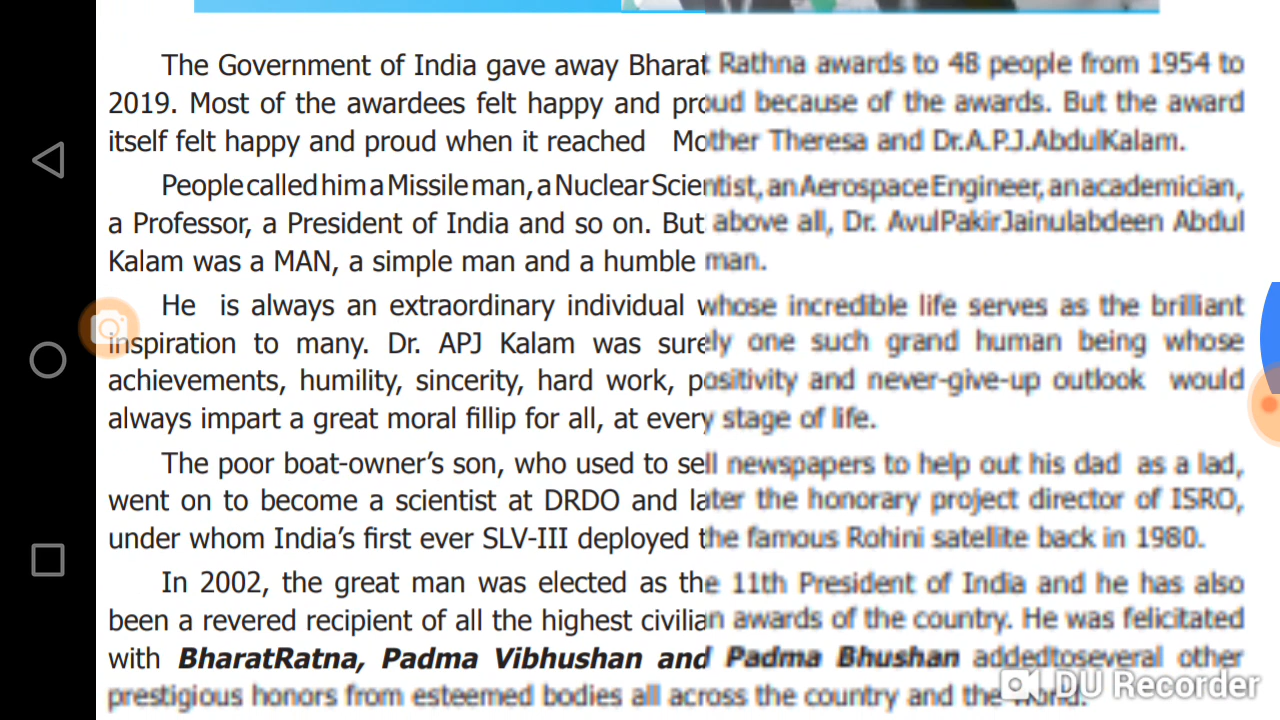 The Government of India gave away Bharat Rathna awards to 48 people from 1954 to
2019. Most of the awardees felt happy and proud because of the awards. But the award
itself felt happy and proud when it reached Mother Theresa and Dr.A.P.J.AbdulKalam.
People called him a Missile man, a Nuclear Scientist, an Aerospace Engineer, an academician,
a Professor, a President of India and so on. But above all, Dr. AvulPakirJainulabdeen Abdul
Kalam was a MAN, a simple man and a humble man.
He is always an extraordinary individual whose incredible life serves as the brilliant
inspiration to many. Dr. APJ Kalam was surely one such grand human being whose
achievements, humility, sincerity, hard work, positivity and never-give-up outlook would
always impart a great moral fillip for all, at every stage of life.
The poor boat-owner's son, who used to sell newspapers to help out his dad as a lad,
went on to become a scientist at DRDO and later the honorary project director of ISRO,
under whom India's first ever SLV-III deployed the famous Rohini satellite back in 1980.
In 2002, the great man was elected as the 11th President of India and he has also
been a revered recipient of all the highest civilian awards of the country. He was felicitated
with BharatRatna, Padma Vibhushan and Padma Bhushan addedtoseveral other
prestigious honors from esteemed bodies all across the country and the world.
DU Recorder